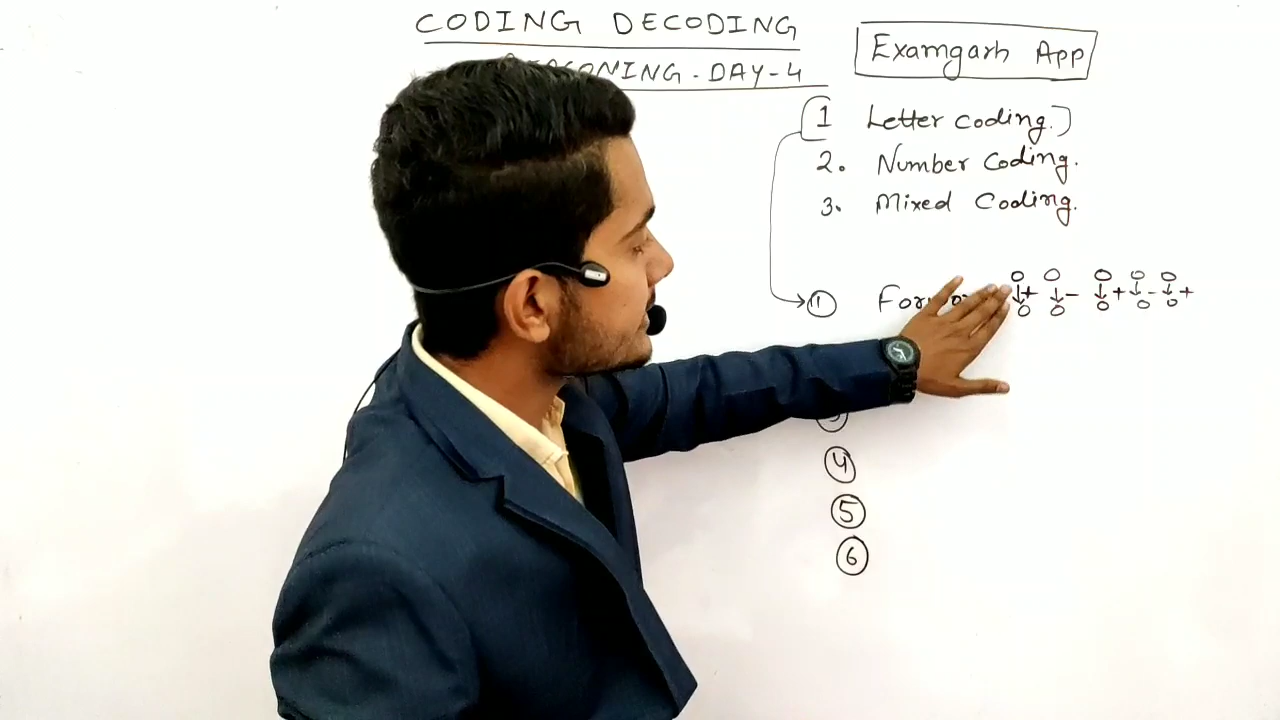 CODING DECODING
REASONING - DAY-4
Examgarh App
1 Letter coding.
2. Number Coding.
3. Mixed Coding.
1
+ - + - +
4
5
6